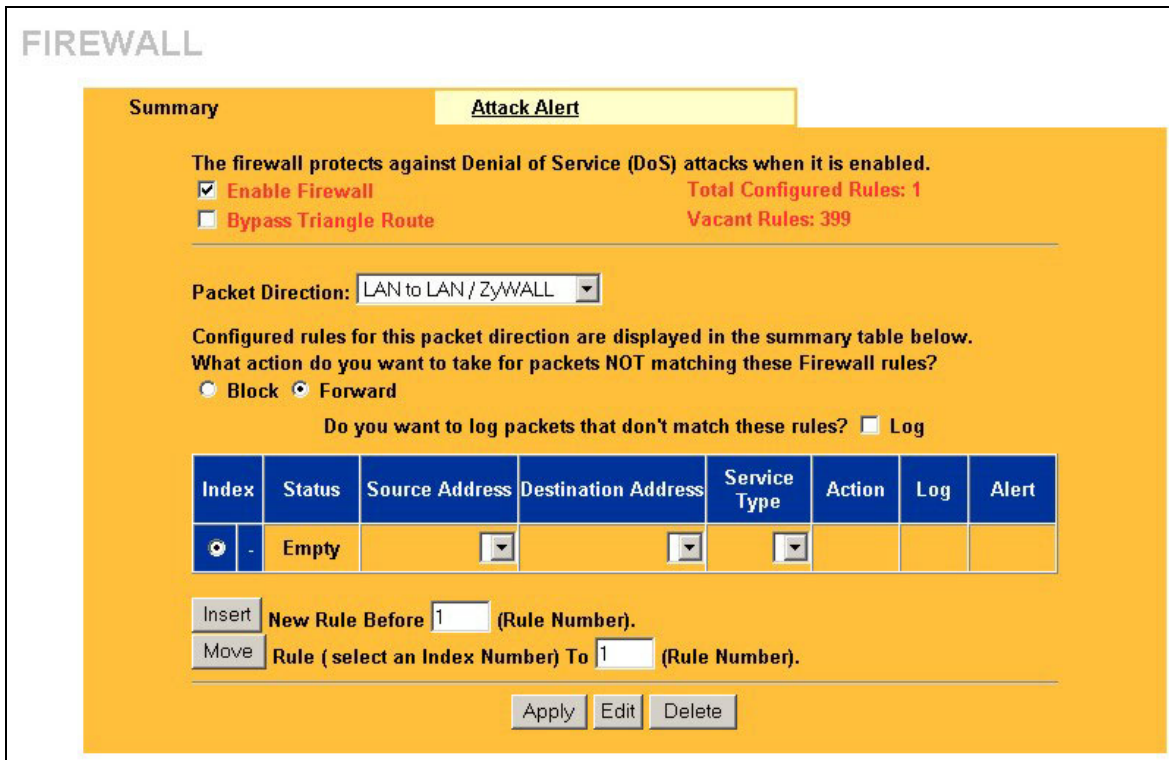 FIREWALL
Summary
Attack Alert
The firewall protects against Denial of Service (DoS) attacks when it is enabled.
Enable Firewall
Total Configured Rules: 1
Bypass Triangle Route
Vacant Rules: 399
Packet Direction: LAN to LAN / ZyWALL
Configured rules for this packet direction are displayed in the summary table below.
What action do you want to take for packets NOT matching these Firewall rules?
Block Forward
Do you want to log packets that don't match these rules? Log
Index Status Source Address Destination Address Service Type Action Log Alert
- Empty
Insert New Rule Before 1 (Rule Number).
Move Rule ( select an Index Number) To 1 (Rule Number).
Apply Edit Delete